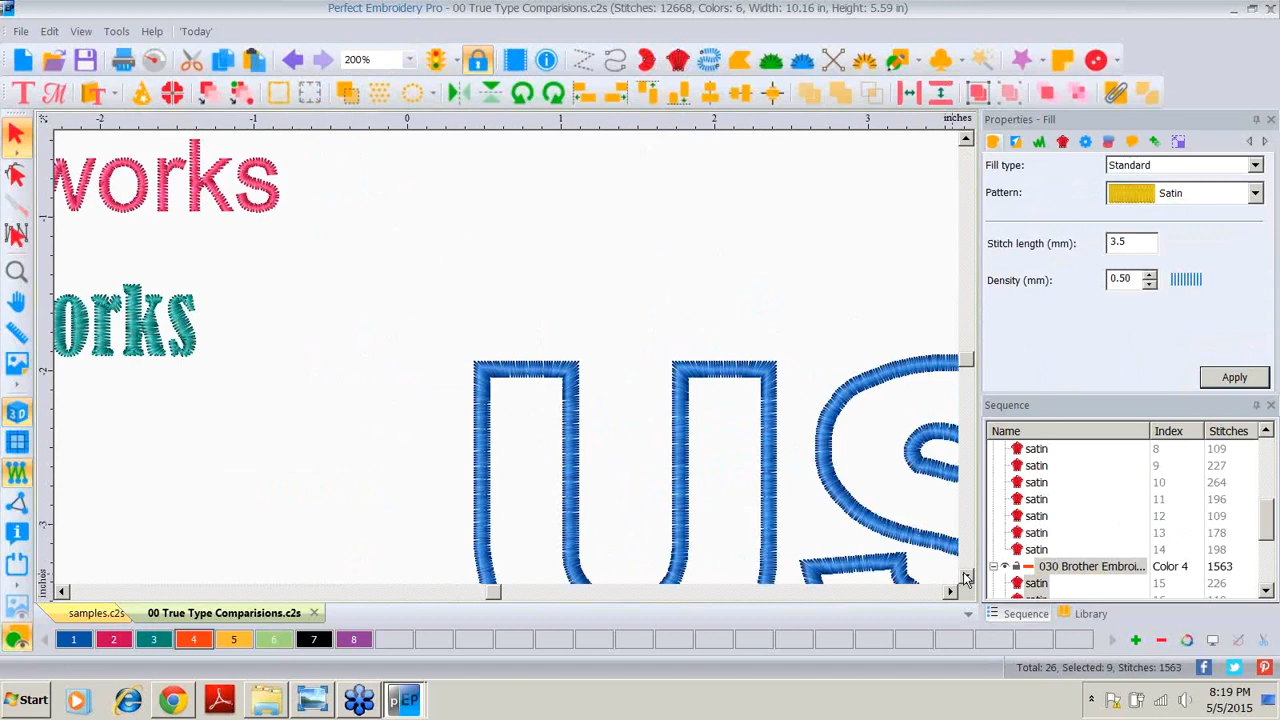 Perfect Embroidery Pro - 00 True Type Comparisions.c2s (Stitches: 12668, Colors: 6, Width: 10.16 in, Height: 5.59 in)
File Edit View Tools Help 'Today'
200%
-2 -1 0 1 2 3 inches
Properties - Fill
Fill type: Standard
Pattern: Satin
Stitch length (mm): 3.5
Density (mm): 0.50
Apply
works
-1
orks
-2
US
-3
inches
Sequence
Name Index Stitches
satin 8 109
satin 9 227
satin 10 264
satin 11 196
satin 12 109
satin 13 178
satin 14 198
030 Brother Embroi... Color 4 1563
satin 15 226
samples.c2s 00 True Type Comparisions.c2s
Sequence Library
1 2 3 4 5 6 7 8
Total: 26, Selected: 9, Stitches: 1563
Start
8:19 PM
5/5/2015